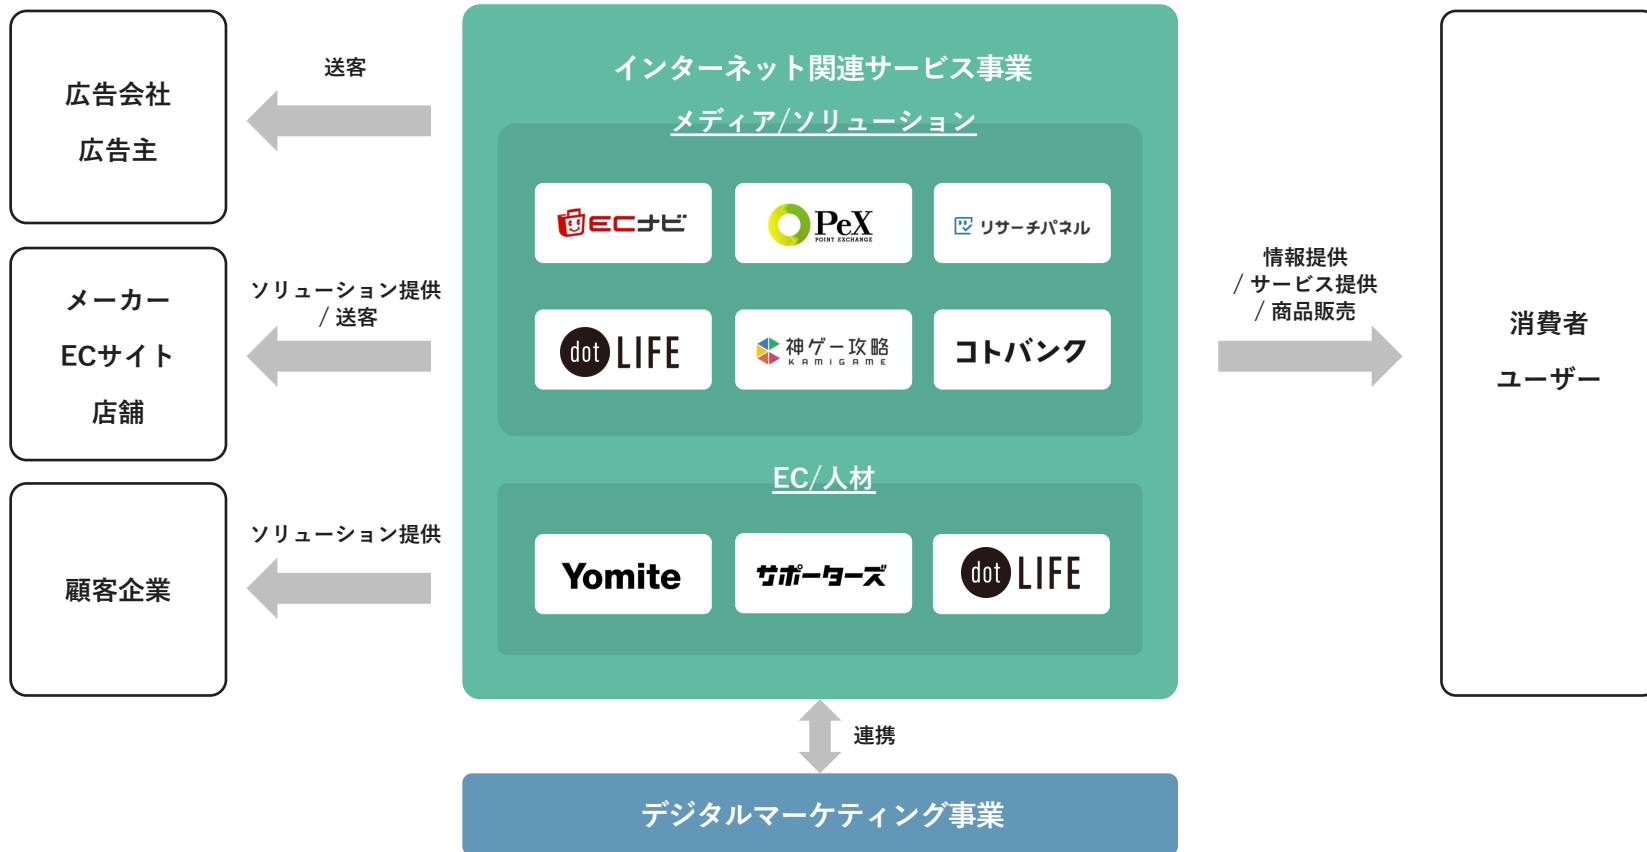 広告会社
広告主
送客
メーカー
ECサイト
店舗
ソリューション提供
/ 送客
顧客企業
ソリューション提供
インターネット関連サービス事業
メディア/ソリューション
ECナビ
PeX
POINT EXCHANGE
リサーチパネル
dot LIFE
神ゲー攻略
KAMIGAME
コトバンク
EC/人材
Yomite
サポーターズ
dot LIFE
連携
デジタルマーケティング事業
情報提供
/ サービス提供
/ 商品販売
消費者
ユーザー